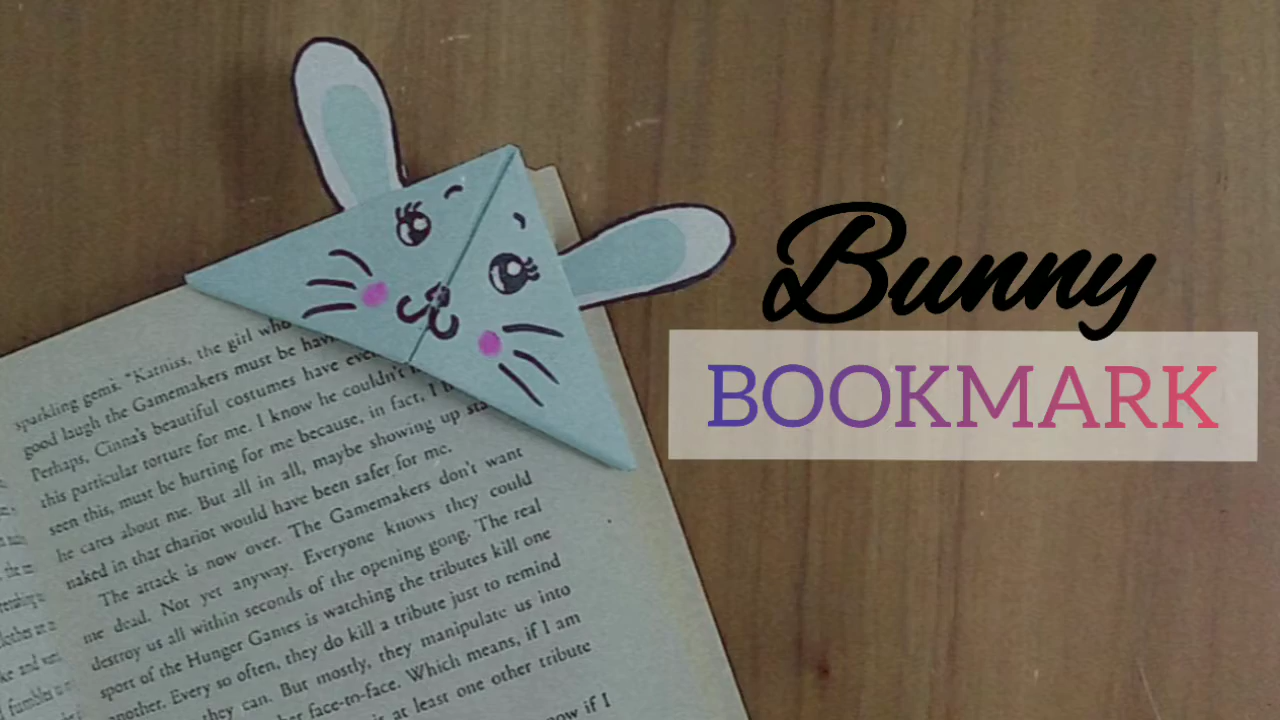 Bunny
BOOKMARK
sparkling gems. "Katniss, the girl who
good laugh the Gamemakers must be hav
Perhaps, Cinna's beautiful costumes have eve
this particular torture for me. I know he couldn't
seen this, must be hurting for me because, in fact, I
he cares about me. But all in all, maybe showing up sta
naked in that chariot would have been safer for me.
The attack is now over. The Gamemakers don't want
me dead. Not yet anyway. Everyone knows they could
destroy us all within seconds of the opening gong. The real
sport of the Hunger Games is watching the tributes kill one
another. Every so often, they do kill a tribute just to remind
they can. But mostly, they manipulate us into
face-to-face. Which means, if I am
is at least one other tribute
if I